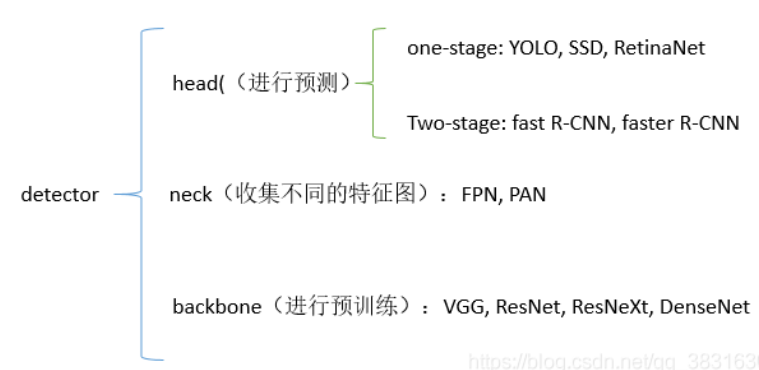 one-stage: YOLO, SSD, RetinaNet
head(（进行预测）
Two-stage: fast R-CNN, faster R-CNN
detector
neck（收集不同的特征图）：FPN, PAN
backbone（进行预训练）：VGG, ResNet, ResNeXt, DenseNet
https://blog.csdn.net/qq_3831630